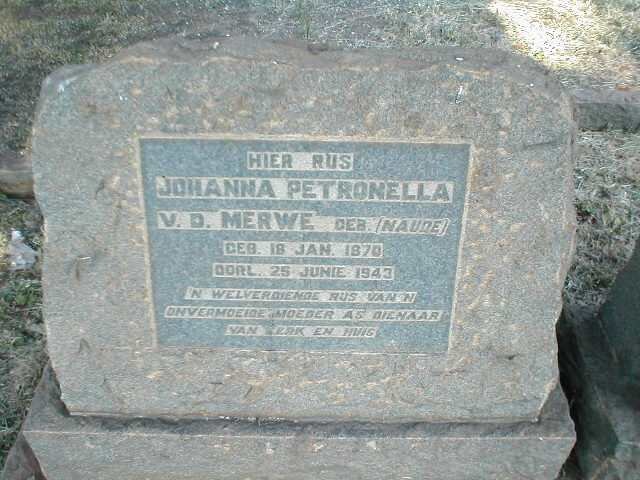 HIER RUS
JOHANNA PETRONELLA
V. D. MERWE GEB. (NAUDE)
GEB. 18 JAN. 1870
OORL. 25 JUNIE 1943
'N WELVERDIENDE RUS VAN 'N
ONVERMOEIDE MOEDER AS DIENAAR
VAN KERK EN HUIS